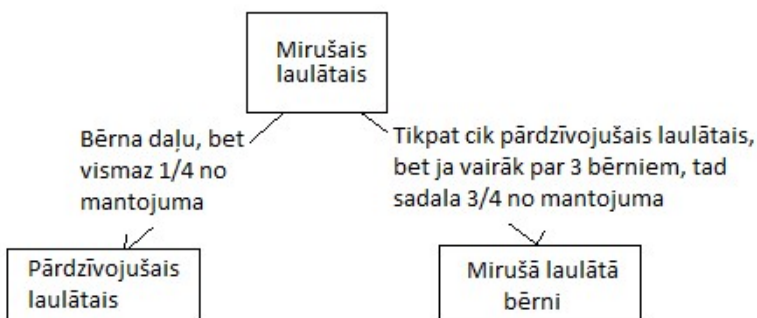 Mirušais
laulātais
Bērna daļu, bet
vismaz 1/4 no
mantojuma
Tikpat cik pārdzīvojušais laulātais,
bet ja vairāk par 3 bērniem, tad
sadala 3/4 no mantojuma
Pārdzīvojušais
laulātais
Mirušā laulātā
bērni